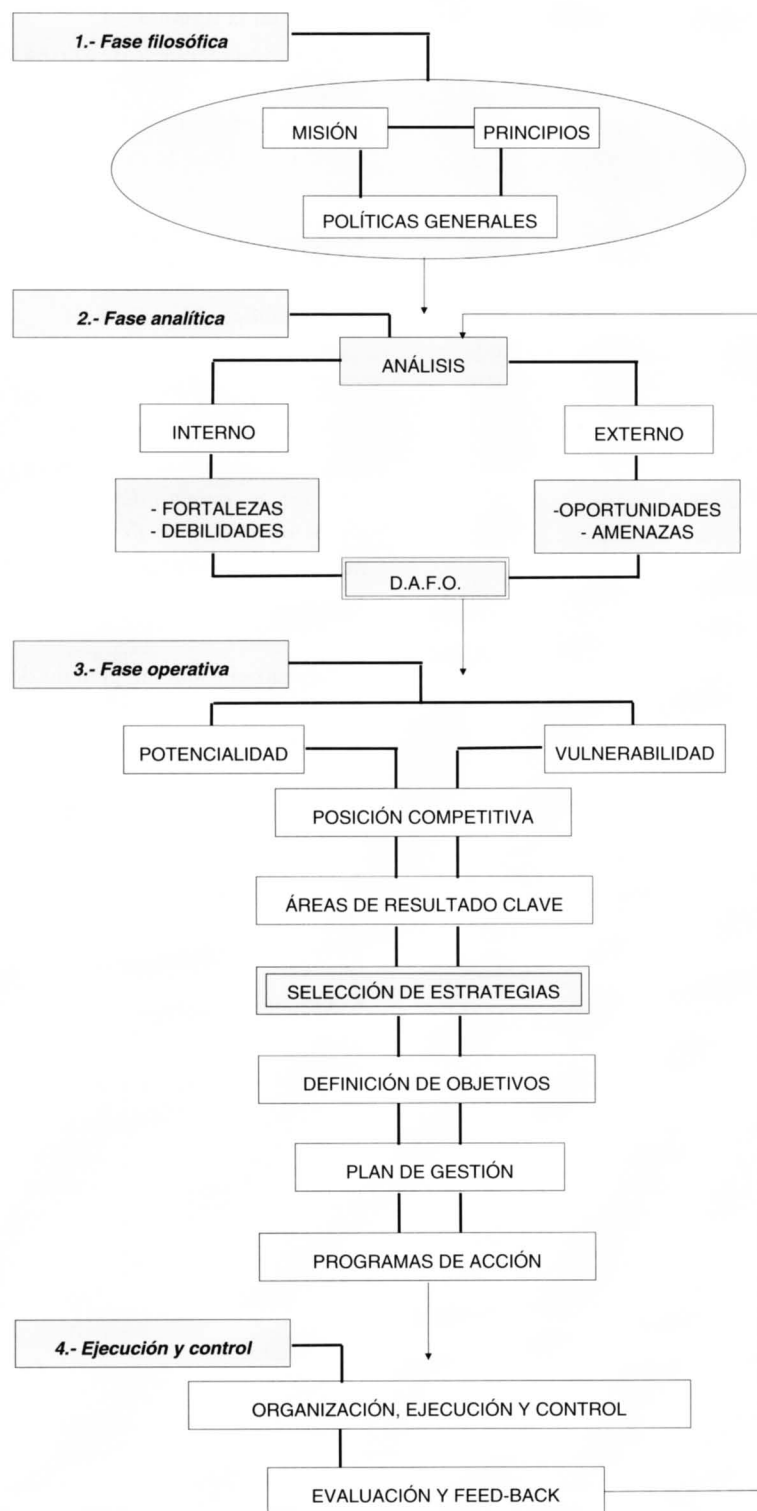 1.- Fase filosófica
MISIÓN
PRINCIPIOS
POLÍTICAS GENERALES
2.- Fase analítica
ANÁLISIS
INTERNO
EXTERNO
- FORTALEZAS
- DEBILIDADES
-OPORTUNIDADES
- AMENAZAS
D.A.F.O.
3.- Fase operativa
POTENCIALIDAD
VULNERABILIDAD
POSICIÓN COMPETITIVA
ÁREAS DE RESULTADO CLAVE
SELECCIÓN DE ESTRATEGIAS
DEFINICIÓN DE OBJETIVOS
PLAN DE GESTIÓN
PROGRAMAS DE ACCIÓN
4.- Ejecución y control
ORGANIZACIÓN, EJECUCIÓN Y CONTROL
EVALUACIÓN Y FEED-BACK